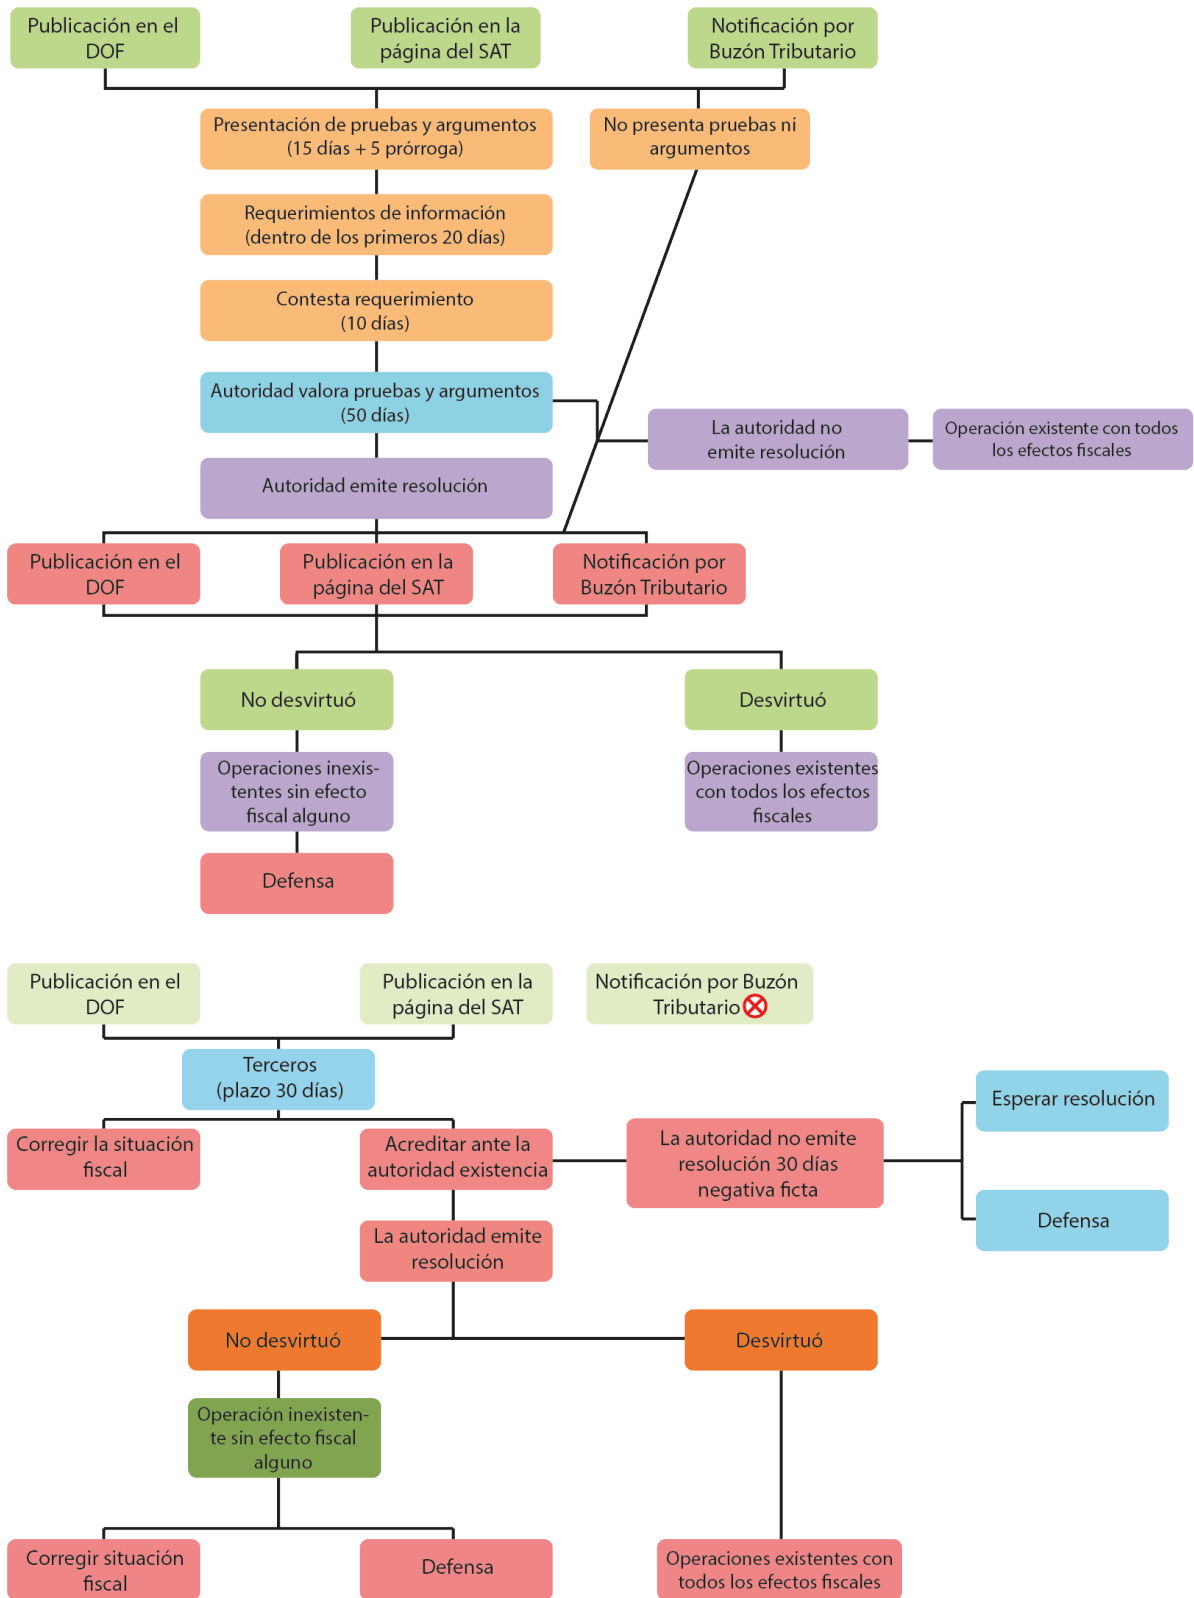 Publicación en el
DOF
Publicación en la
página del SAT
Notificación por
Buzón Tributario
Presentación de pruebas y argumentos
(15 días + 5 prórroga)
No presenta pruebas ni
argumentos
Requerimientos de información
(dentro de los primeros 20 días)
Contesta requerimiento
(10 días)
Autoridad valora pruebas y argumentos
(50 días)
La autoridad no
emite resolución
Operación existente con todos
los efectos fiscales
Autoridad emite resolución
Publicación en el
DOF
Publicación en la
página del SAT
Notificación por
Buzón Tributario
No desvirtuó
Desvirtuó
Operaciones inexis-
tentes sin efecto
fiscal alguno
Operaciones existentes
con todos los efectos
fiscales
Defensa
Publicación en el
DOF
Publicación en la
página del SAT
Notificación por Buzón
Tributario
Terceros
(plazo 30 días)
Corregir la situación
fiscal
Acreditar ante la
autoridad existencia
La autoridad no emite
resolución 30 días
negativa ficta
Esperar resolución
Defensa
La autoridad emite
resolución
No desvirtuó
Desvirtuó
Operación inexisten-
te sin efecto fiscal
alguno
Corregir situación
fiscal
Defensa
Operaciones existentes con
todos los efectos fiscales